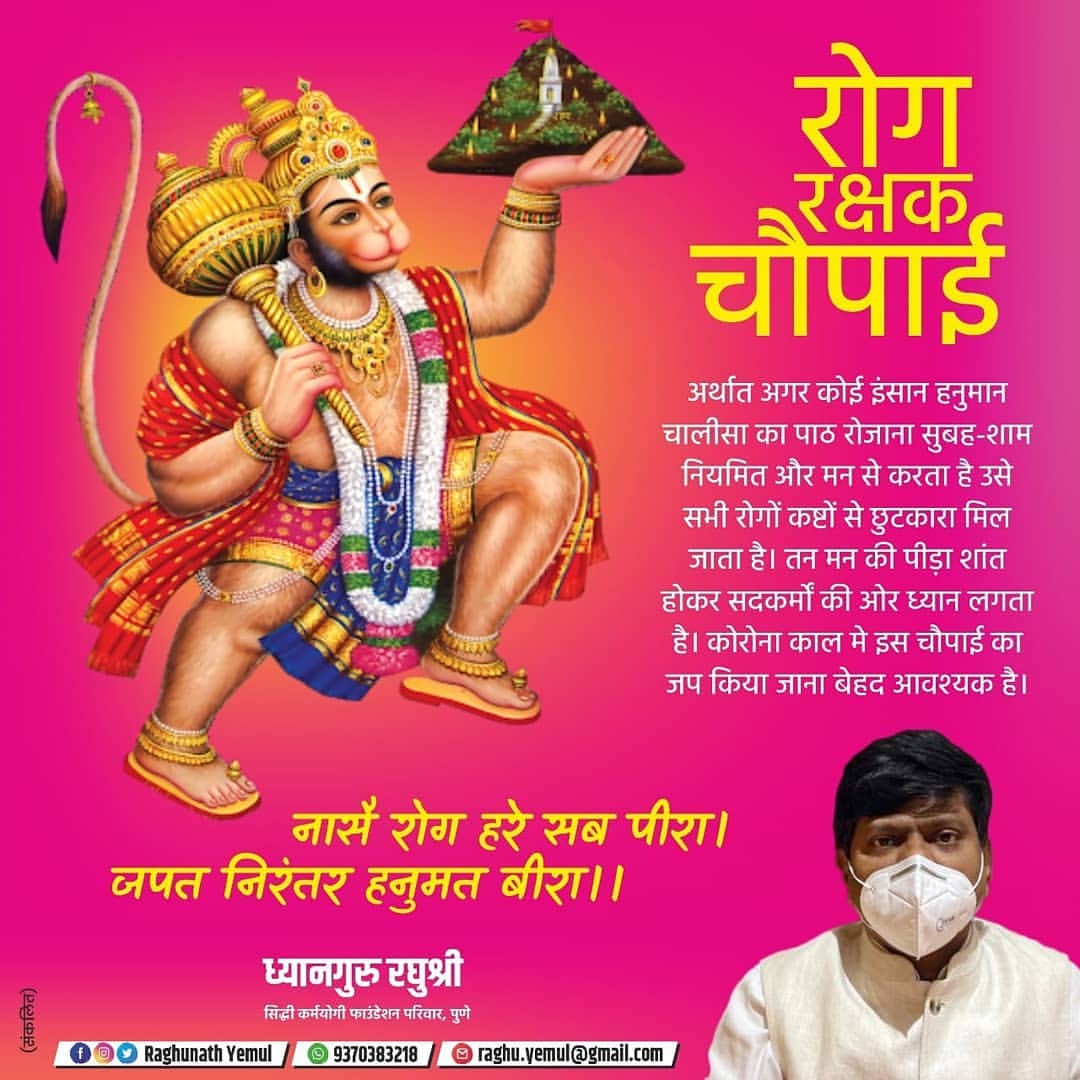 रोग
रक्षक
चौपाई
अर्थात अगर कोई इंसान हनुमान
चालीसा का पाठ रोजाना सुबह-शाम
नियमित और मन से करता है उसे
सभी रोगों कष्टों से छुटकारा मिल
जाता है। तन मन की पीड़ा शांत
होकर सदकर्मों की ओर ध्यान लगता
है। कोरोना काल मे इस चौपाई का
जप किया जाना बेहद आवश्यक है।
नासै रोग हरे सब पीरा।
जपत निरंतर हनुमत बीरा।।
ध्यानगुरु रघुश्री
सिद्धी कर्मयोगी फाउंडेशन परिवार, पुणे
(संकलित)
Raghunath Yemul 9370383218 raghu.yemul@gmail.com